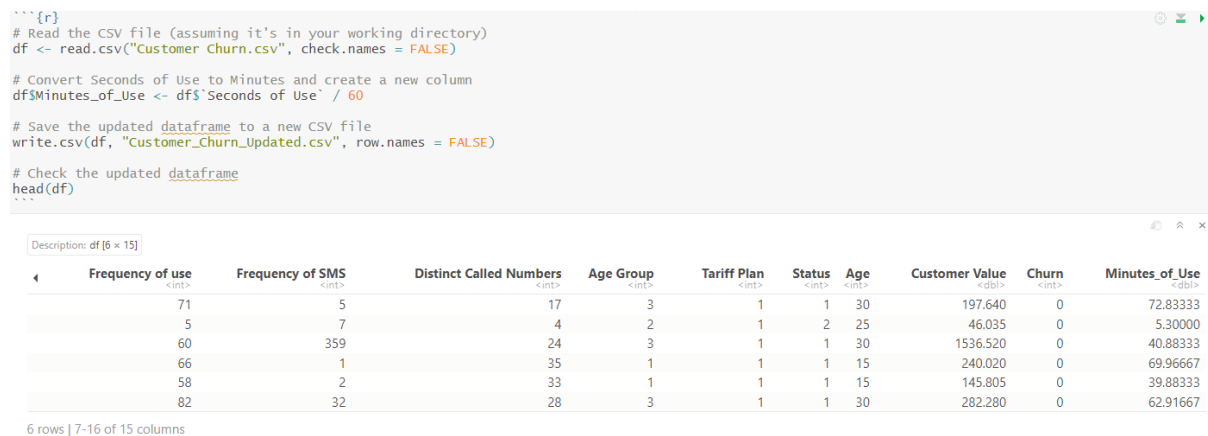 ```{r}
# Read the CSV file (assuming it's in your working directory)
df <- read.csv("Customer Churn.csv", check.names = FALSE)
# Convert Seconds of Use to Minutes and create a new column
df$Minutes_of_Use <- df$`Seconds of Use` / 60
# Save the updated dataframe to a new CSV file
write.csv(df, "Customer_Churn_Updated.csv", row.names = FALSE)
# Check the updated dataframe
head(df)
```
Description: df [6 × 15]
Frequency of use Frequency of SMS Distinct Called Numbers Age Group Tariff Plan Status Age Customer Value Churn Minutes_of_Use
<int> <int> <int> <int> <int> <int> <int> <dbl> <int> <dbl>
71 5 17 3 1 1 30 197.640 0 72.83333
5 7 4 2 1 2 25 46.035 0 5.30000
60 359 24 3 1 1 30 1536.520 0 40.88333
66 1 35 1 1 1 15 240.020 0 69.96667
58 2 33 1 1 1 15 145.805 0 39.88333
82 32 28 3 1 1 30 282.280 0 62.91667
6 rows | 7-16 of 15 columns